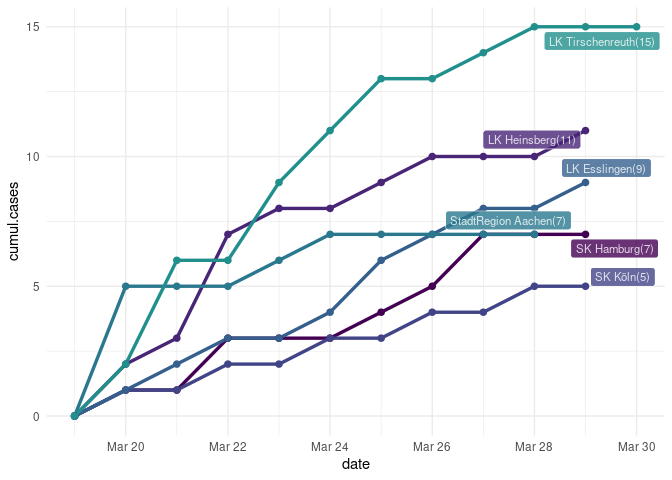 15
LK Tirschenreuth(15)
LK Heinsberg(11)
10
LK Esslingen(9)
StadtRegion Aachen(7)
SK Hamburg(7)
SK Köln(5)
5
0
cumul.cases
Mar 20 Mar 22 Mar 24 Mar 26 Mar 28 Mar 30
date